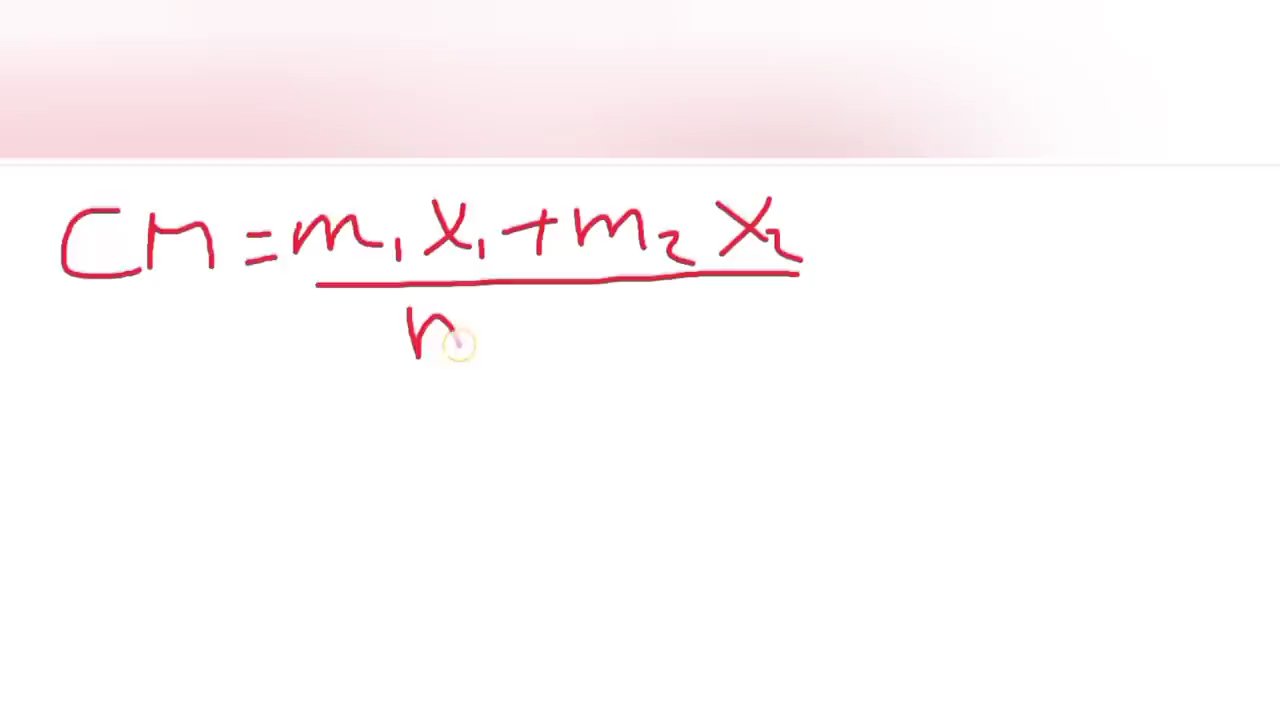 CM = m₁x₁ + m₂x₂
n